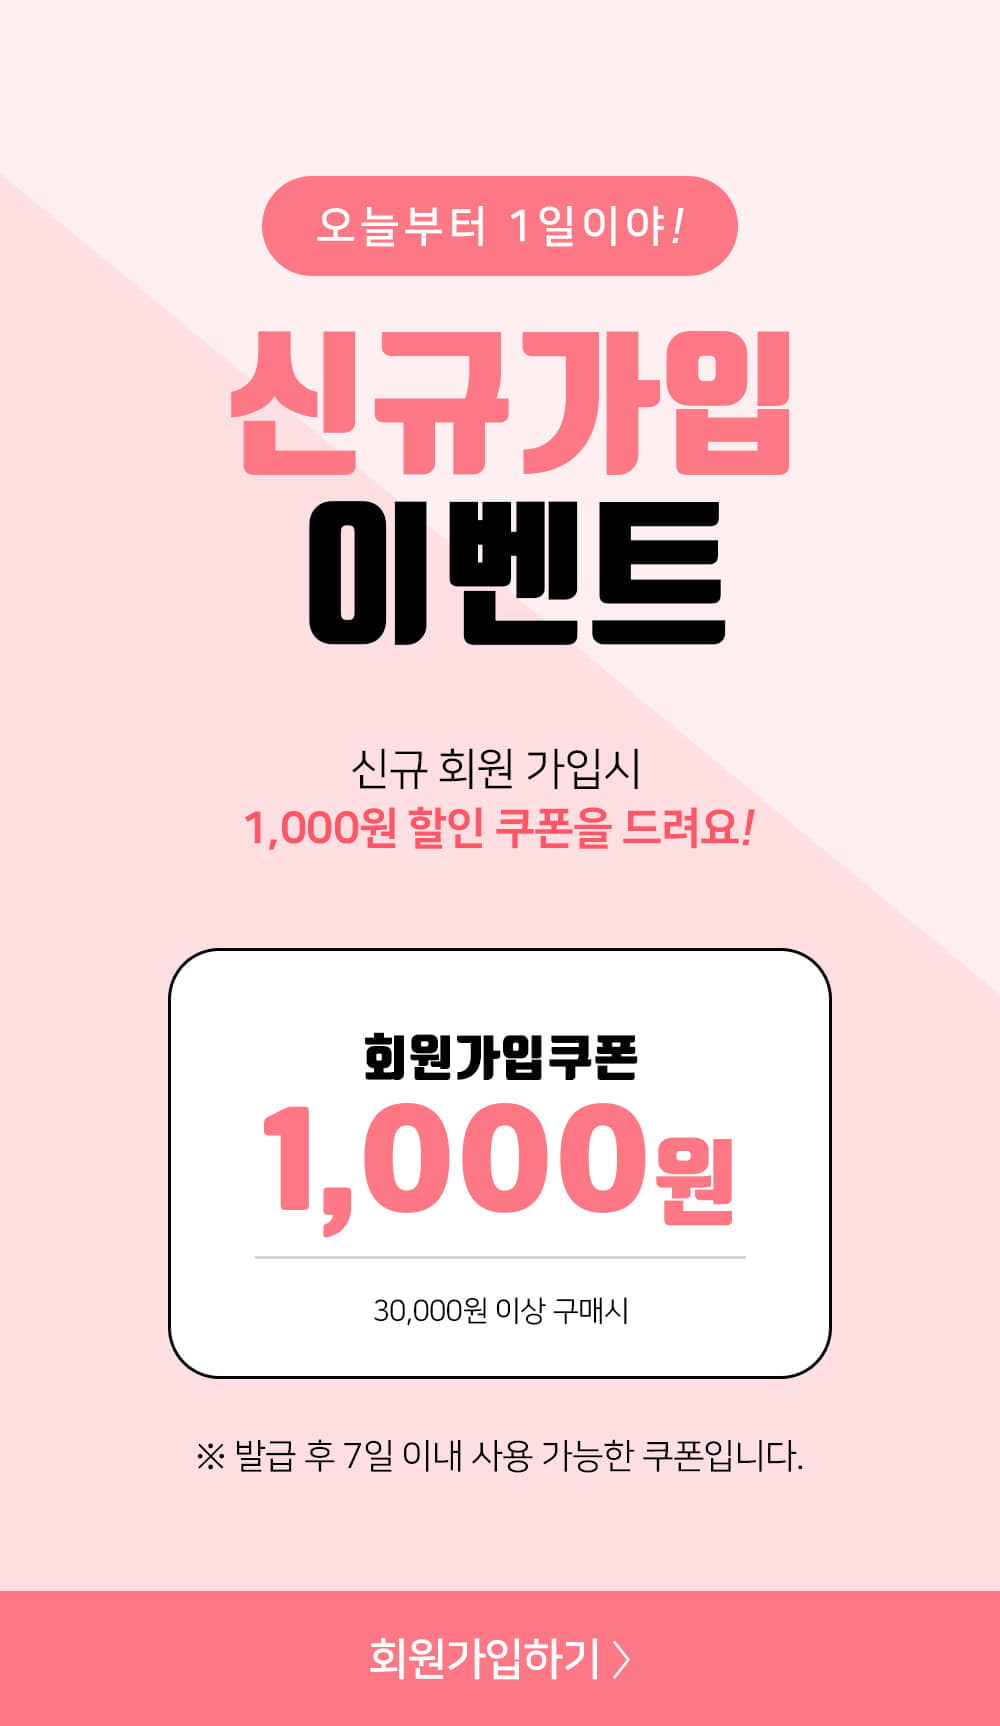 오늘부터 1일이야!
신규가입
이벤트
신규 회원 가입시
1,000원 할인 쿠폰을 드려요!
회원가입쿠폰
1,000원
30,000원 이상 구매시
※ 발급 후 7일 이내 사용 가능한 쿠폰입니다.
회원가입하기 〉